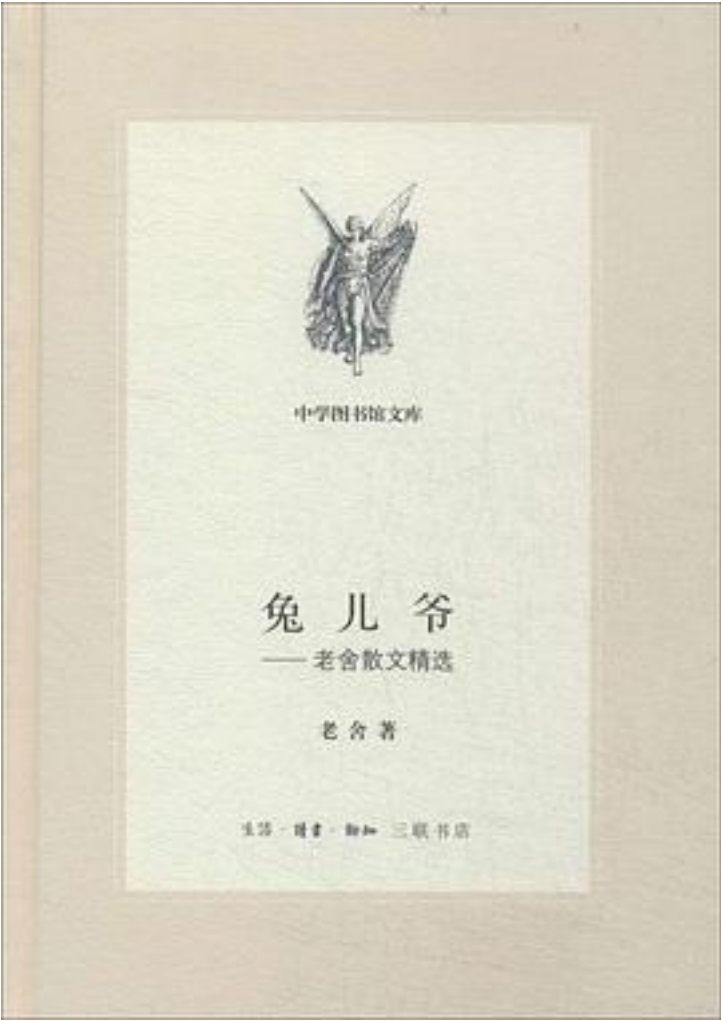 中学图书馆文库
兔儿爷
——老舍散文精选
老舍著
生活·讀書·新知 三联书店